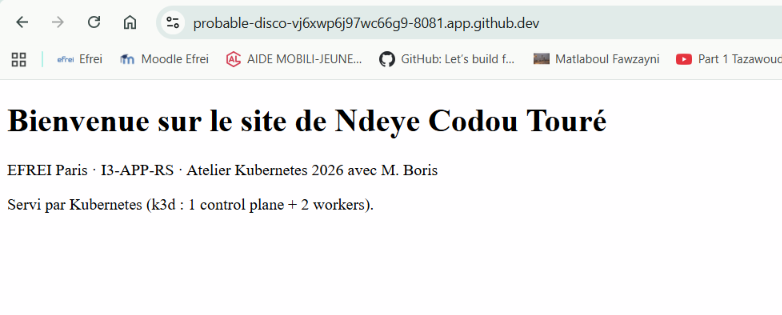 probable-disco-vj6xwp6j97wc66g9-8081.app.github.dev
efrei Efrei Moodle Efrei AIDE MOBILI-JEUNE... GitHub: Let's build f... Matlaboul Fawzayni Part 1 Tazawoud
Bienvenue sur le site de Ndeye Codou Touré
EFREI Paris · I3-APP-RS · Atelier Kubernetes 2026 avec M. Boris
Servi par Kubernetes (k3d : 1 control plane + 2 workers).